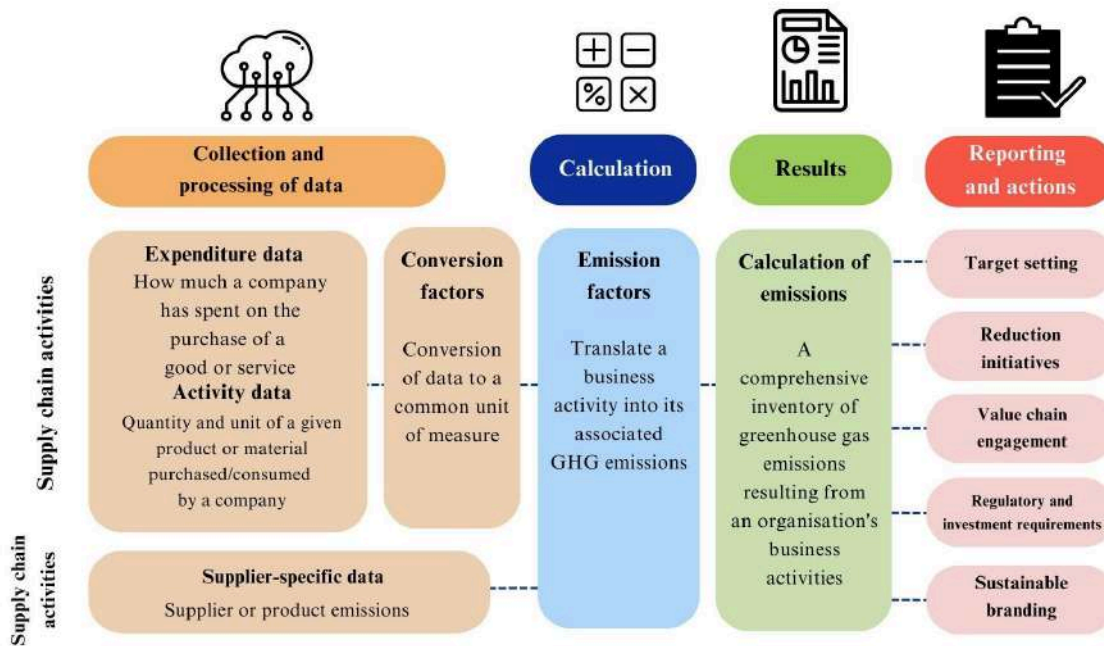 Collection and
processing of data
Calculation
Results
Reporting
and actions
Supply chain activities
Expenditure data
How much a company
has spent on the
purchase of a
good or service
Activity data
Quantity and unit of a given
product or material
purchased/consumed
by a company
Conversion
factors
Conversion
of data to a
common unit
of measure
Emission
factors
Translate a
business
activity into its
associated
GHG emissions
Calculation of
emissions
A
comprehensive
inventory of
greenhouse gas
emissions
resulting from
an organisation's
business
activities
Target setting
Reduction
initiatives
Value chain
engagement
Regulatory and
investment requirements
Sustainable
branding
Supply chain
activities
Supplier-specific data
Supplier or product emissions